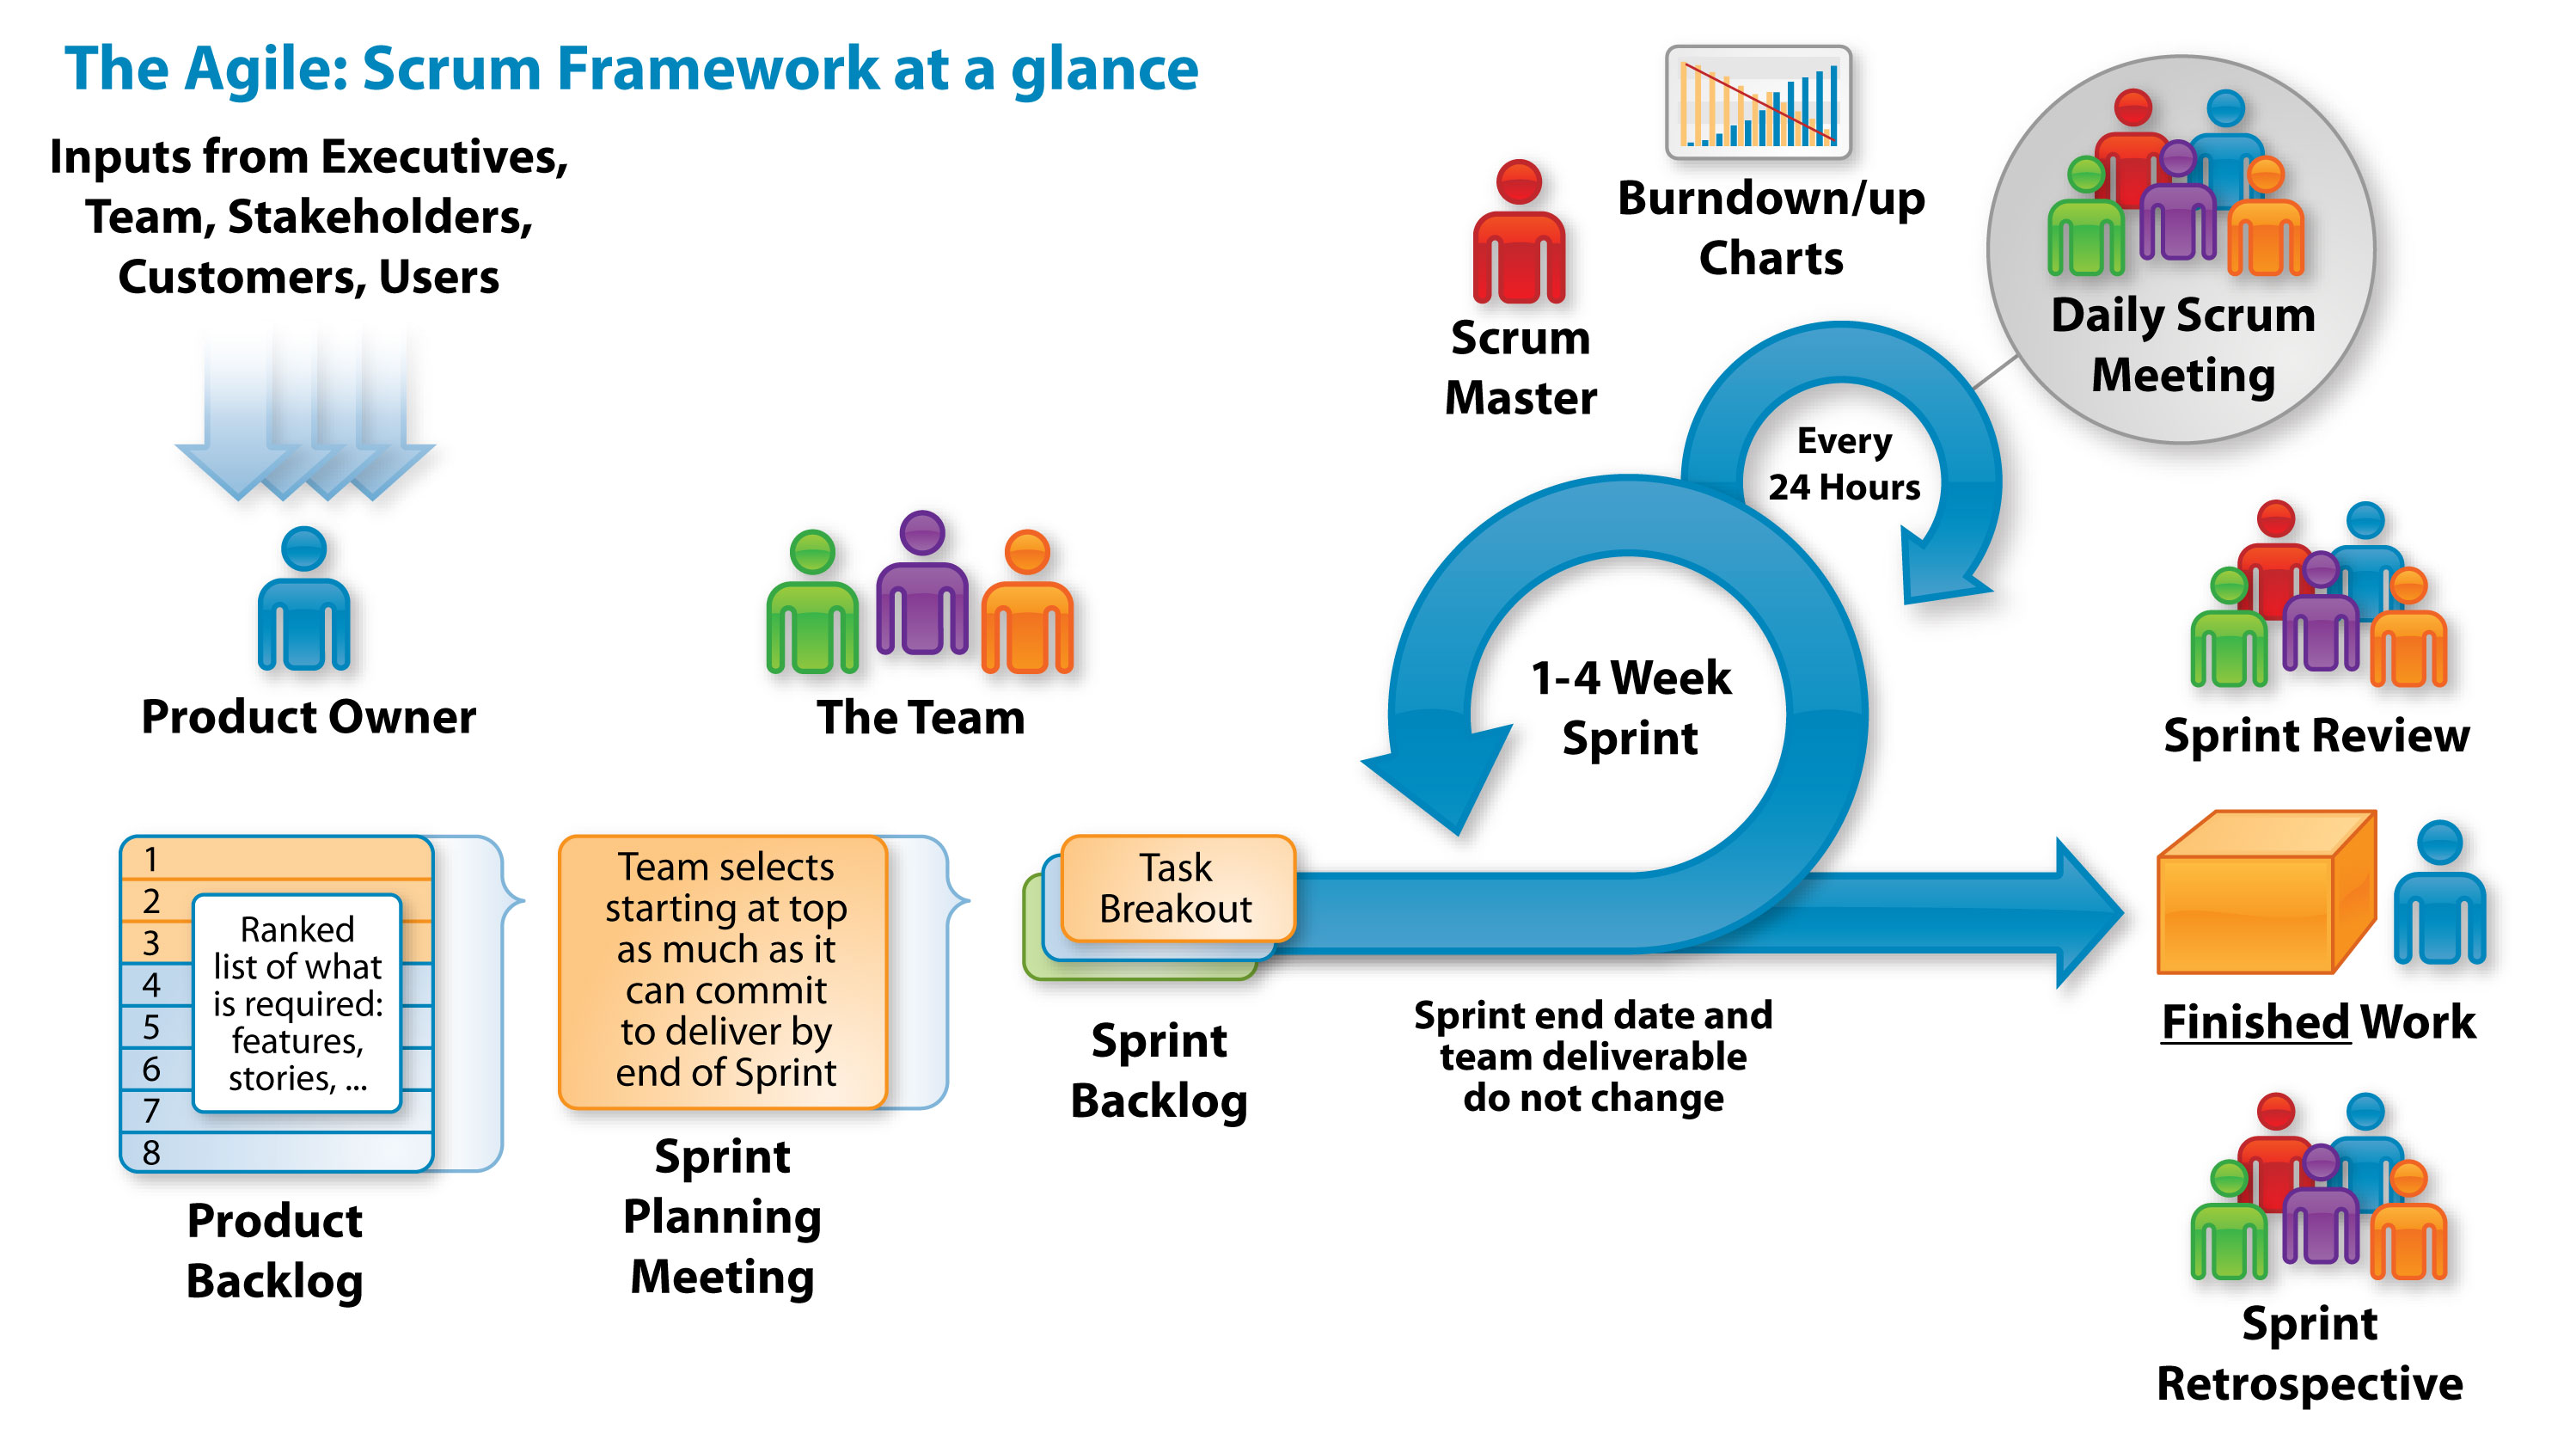 The Agile: Scrum Framework at a glance
Inputs from Executives,
Team, Stakeholders,
Customers, Users
Product Owner
The Team
Scrum
Master
Burndown/up
Charts
Daily Scrum
Meeting
Every
24 Hours
1-4 Week
Sprint
Sprint Review
1
2
3
4
5
6
7
8
Ranked
list of what
is required:
features,
stories, ...
Product
Backlog
Team selects
starting at top
as much as it
can commit
to deliver by
end of Sprint
Sprint
Planning
Meeting
Task
Breakout
Sprint
Backlog
Sprint end date and
team deliverable
do not change
Finished Work
Sprint
Retrospective